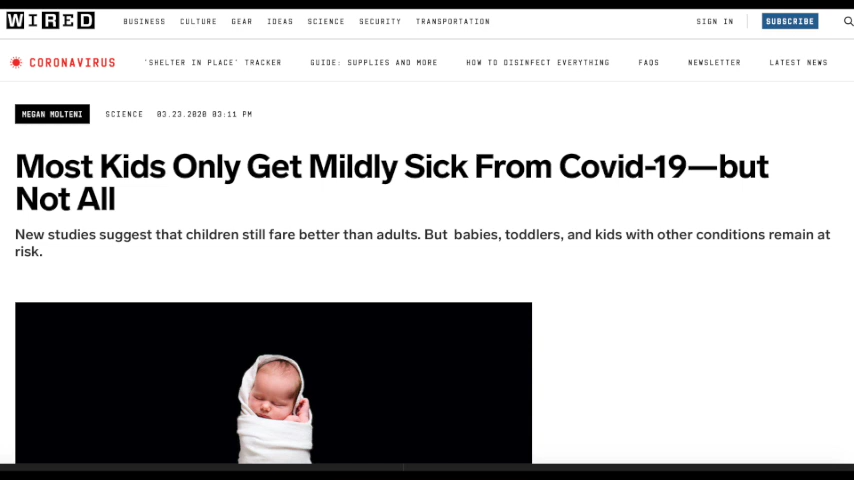 WIRED BUSINESS CULTURE GEAR IDEAS SCIENCE SECURITY TRANSPORTATION SIGN IN SUBSCRIBE
CORONAVIRUS 'SHELTER IN PLACE' TRACKER GUIDE: SUPPLIES AND MORE HOW TO DISINFECT EVERYTHING FAQS NEWSLETTER LATEST NEWS
MEGAN MOLTENI SCIENCE 03.23.2020 03:11 PM
Most Kids Only Get Mildly Sick From Covid-19—but
Not All
New studies suggest that children still fare better than adults. But babies, toddlers, and kids with other conditions remain at
risk.